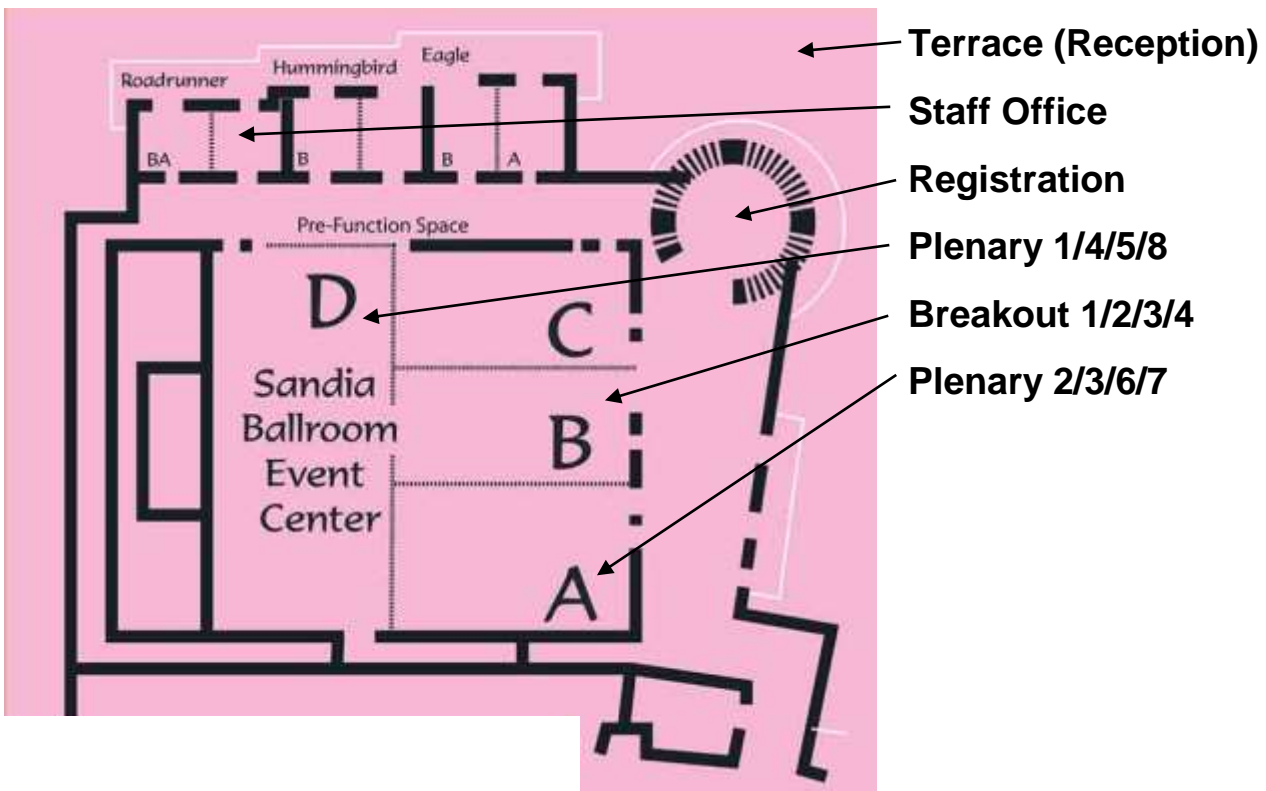 Terrace (Reception)
Staff Office
Registration
Plenary 1/4/5/8
Breakout 1/2/3/4
Plenary 2/3/6/7
Roadrunner
Hummingbird
Eagle
BA
B
B
A
Pre-Function Space
D
C
Sandia
Ballroom
Event
Center
B
A